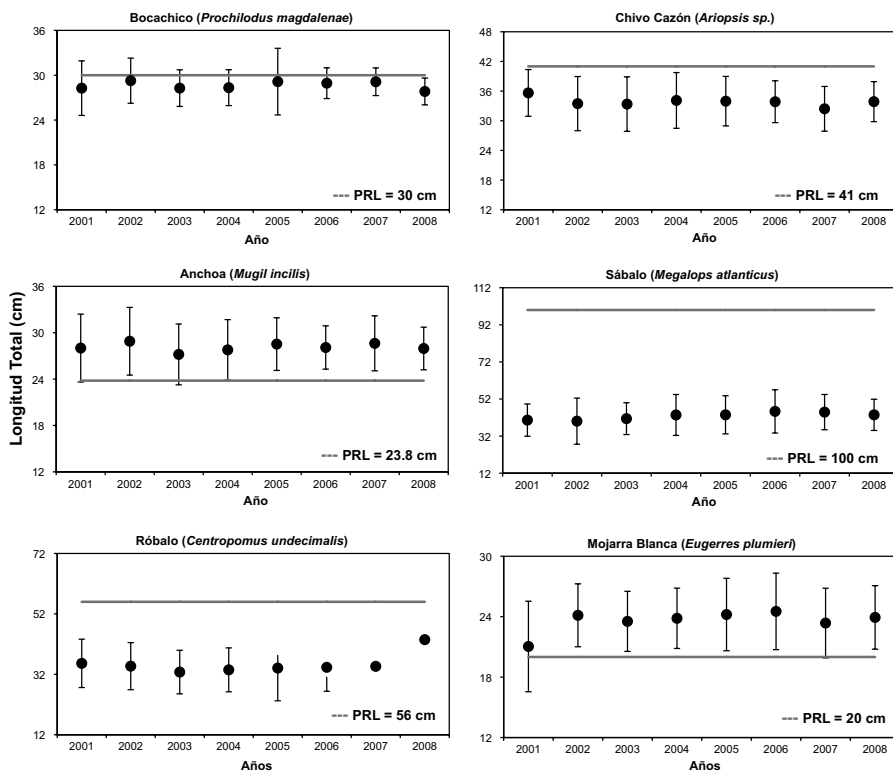 Longitud Total (cm)
Bocachico (Prochilodus magdalenae)
36
30
24
18
12
PRL = 30 cm
2001 2002 2003 2004 2005 2006 2007 2008
Año
Chivo Cazón (Ariopsis sp.)
48
42
36
30
24
18
12
PRL = 41 cm
2001 2002 2003 2004 2005 2006 2007 2008
Año
Anchoa (Mugil incilis)
36
30
24
12
PRL = 23.8 cm
2001 2002 2003 2004 2005 2006 2007 2008
Año
Sábalo (Megalops atlanticus)
112
92
72
52
32
12
PRL = 100 cm
2001 2002 2003 2004 2005 2006 2007 2008
Año
Róbalo (Centropomus undecimalis)
72
52
32
12
PRL = 56 cm
2001 2002 2003 2004 2005 2006 2007 2008
Años
Mojarra Blanca (Eugerres plumieri)
30
24
18
12
PRL = 20 cm
2001 2002 2003 2004 2005 2006 2007 2008
Años